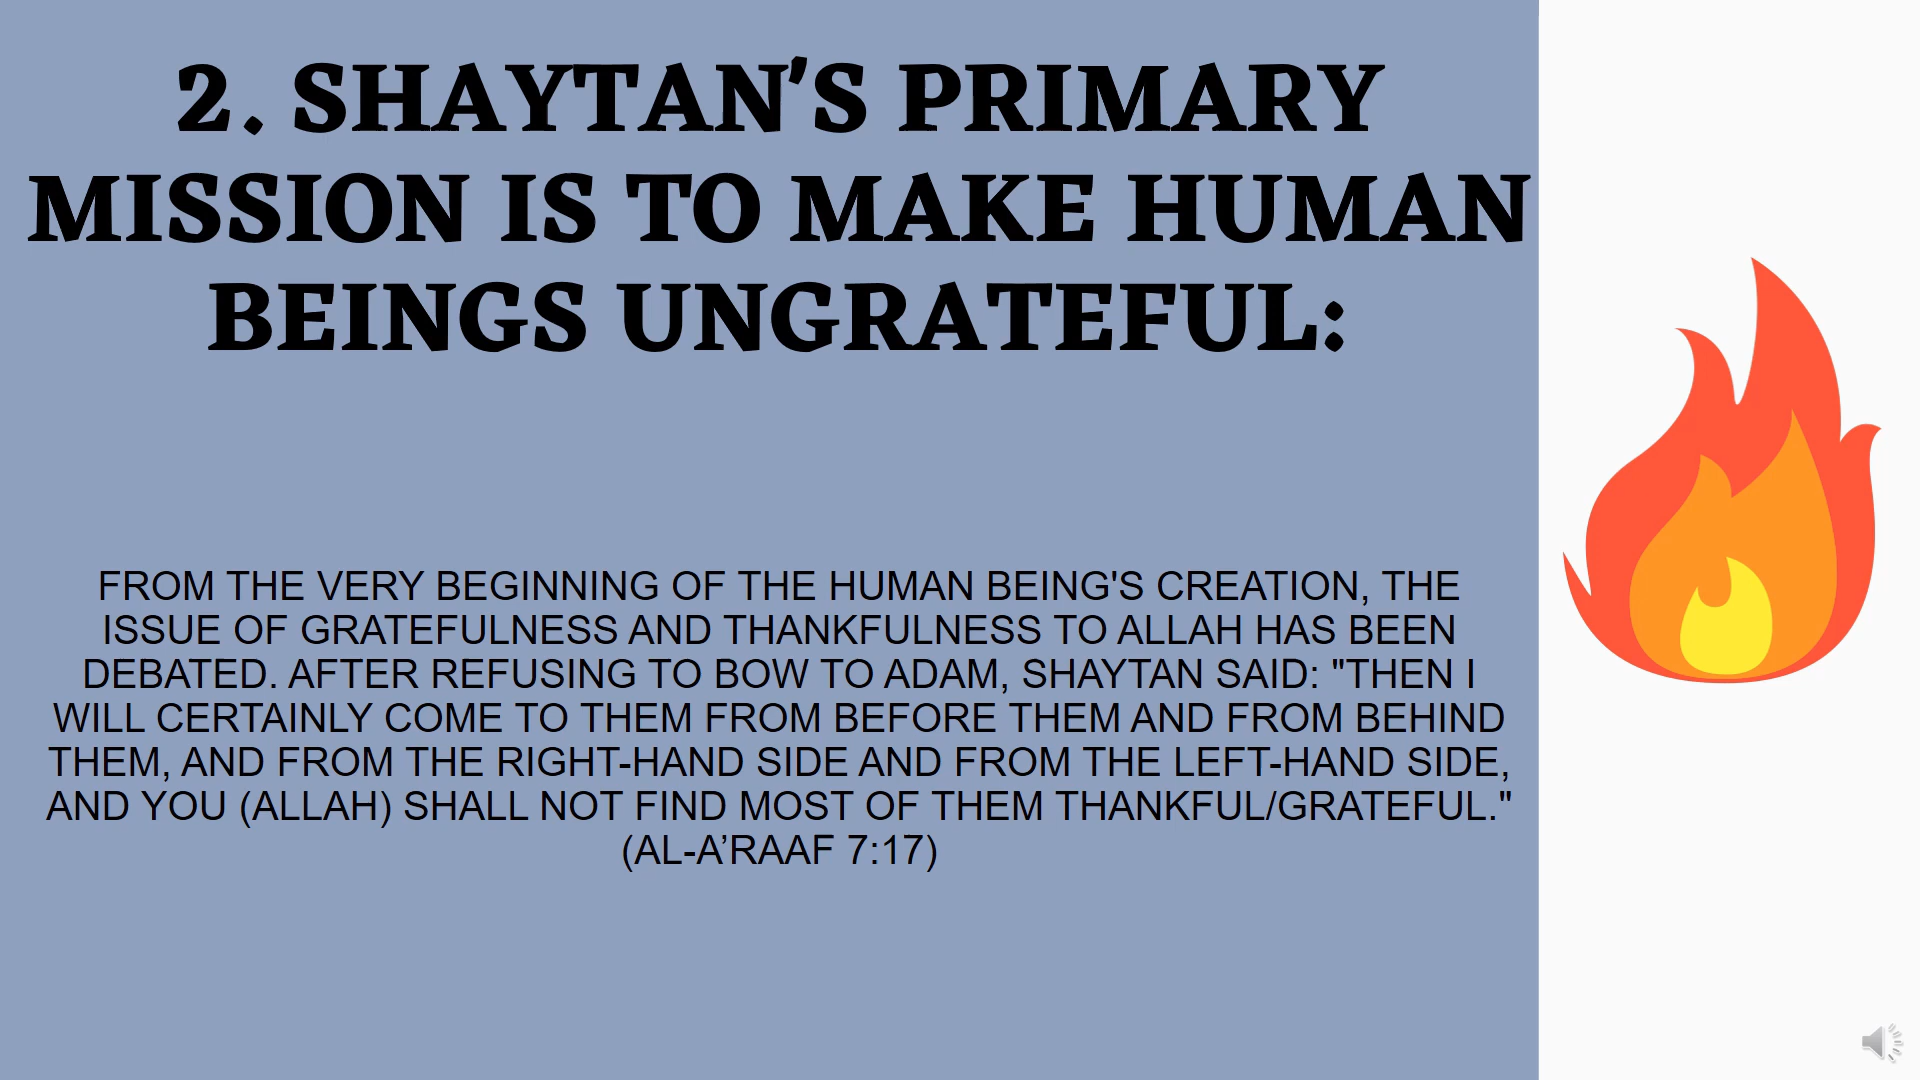 2. SHAYTAN'S PRIMARY
MISSION IS TO MAKE HUMAN
BEINGS UNGRATEFUL:
FROM THE VERY BEGINNING OF THE HUMAN BEING'S CREATION, THE
ISSUE OF GRATEFULNESS AND THANKFULNESS TO ALLAH HAS BEEN
DEBATED. AFTER REFUSING TO BOW TO ADAM, SHAYTAN SAID: "THEN I
WILL CERTAINLY COME TO THEM FROM BEFORE THEM AND FROM BEHIND
THEM, AND FROM THE RIGHT-HAND SIDE AND FROM THE LEFT-HAND SIDE,
AND YOU (ALLAH) SHALL NOT FIND MOST OF THEM THANKFUL/GRATEFUL."
(AL-A’RAAF 7:17)